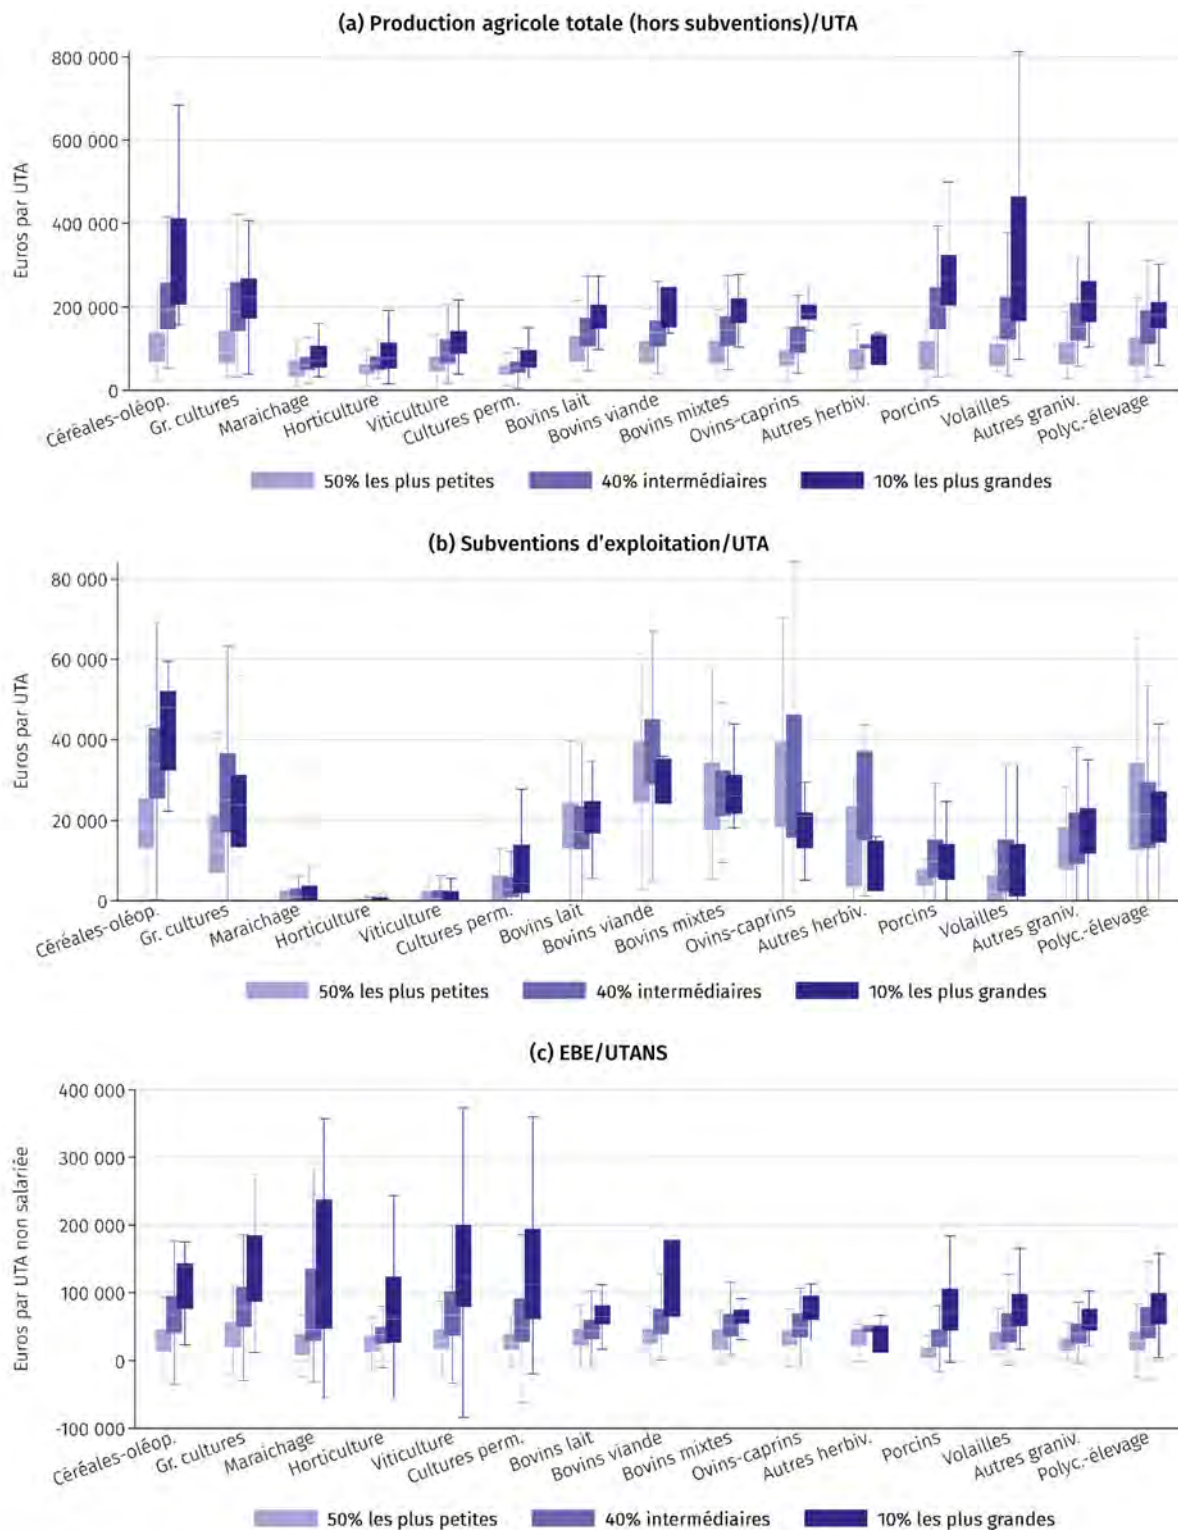 (a) Production agricole totale (hors subventions)/UTA
Euros par UTA
800 000
600 000
400 000
200 000
0
Céréales-oléop.
Gr. cultures
Maraichage
Horticulture
Viticulture
Cultures perm.
Bovins lait
Bovins viande
Bovins mixtes
Ovins-caprins
Autres herbiv.
Porcins
Volailles
Autres graniv.
Polyc.-élevage
50% les plus petites
40% intermédiaires
10% les plus grandes
(b) Subventions d'exploitation/UTA
Euros par UTA
80 000
60 000
40 000
20 000
0
Céréales-oléop.
Gr. cultures
Maraichage
Horticulture
Viticulture
Cultures perm.
Bovins lait
Bovins viande
Bovins mixtes
Ovins-caprins
Autres herbiv.
Porcins
Volailles
Autres graniv.
Polyc.-élevage
50% les plus petites
40% intermédiaires
10% les plus grandes
(c) EBE/UTANS
Euros par UTA non salariée
400 000
300 000
200 000
100 000
0
-100 000
Céréales-oléop.
Gr. cultures
Maraichage
Horticulture
Viticulture
Cultures perm.
Bovins lait
Bovins viande
Bovins mixtes
Ovins-caprins
Autres herbiv.
Porcins
Volailles
Autres graniv.
Polyc.-élevage
50% les plus petites
40% intermédiaires
10% les plus grandes